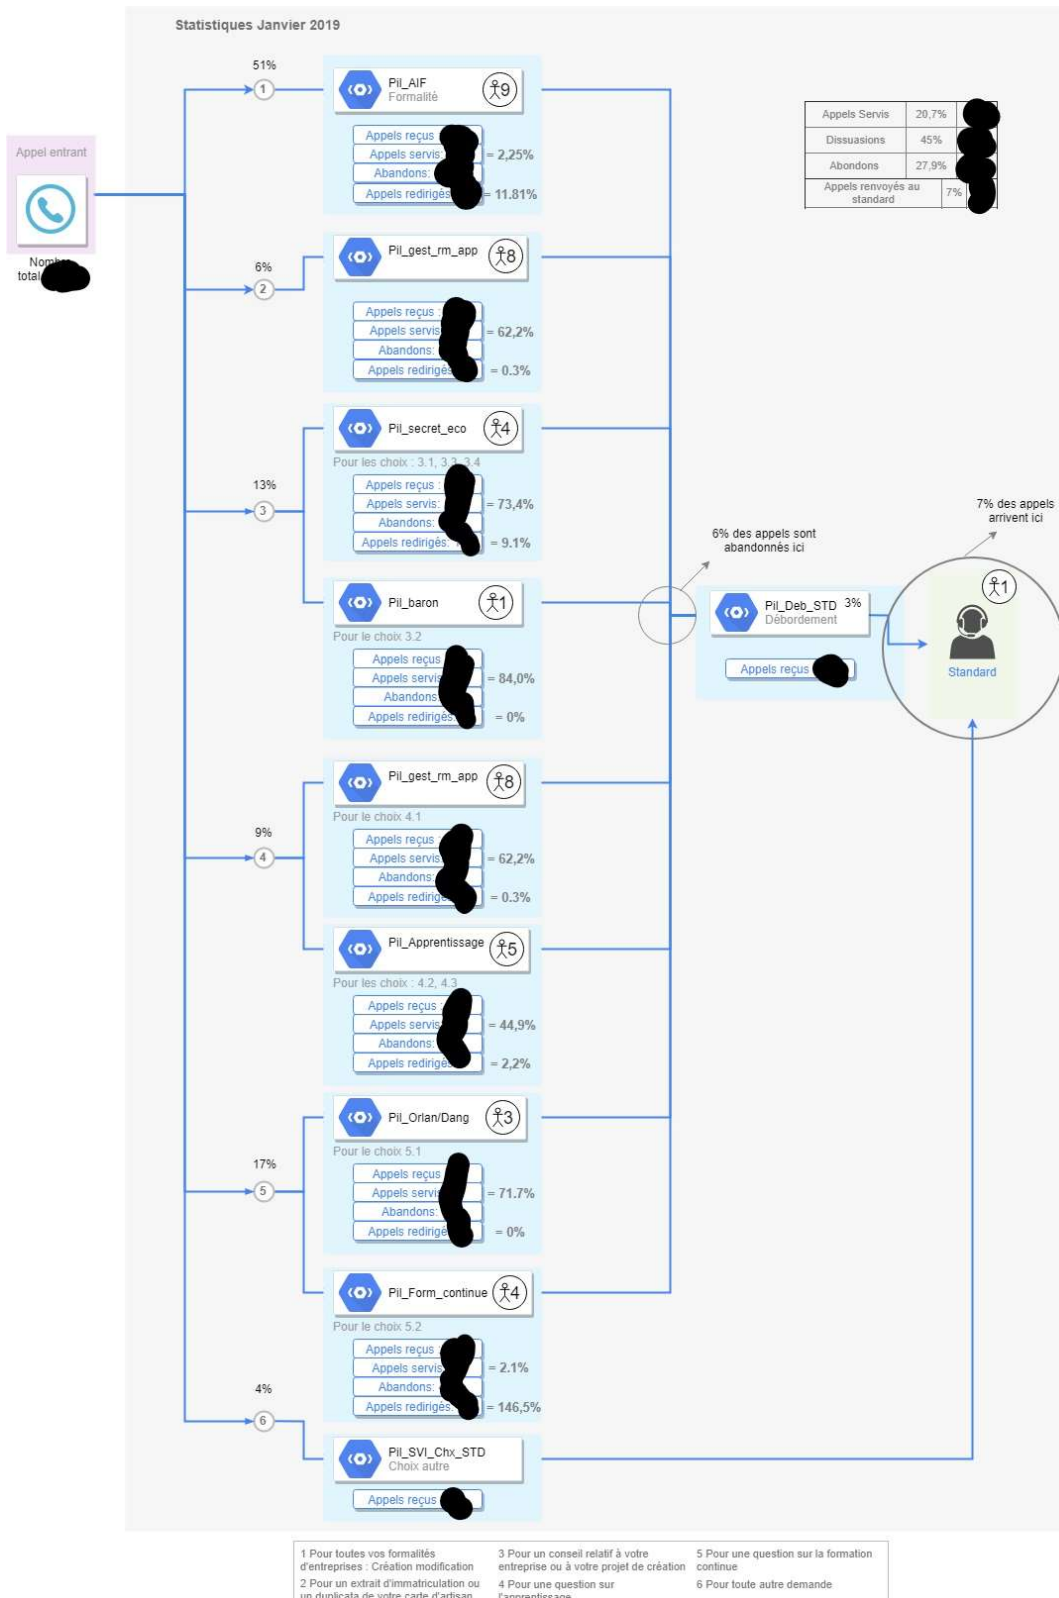 Statistiques Janvier 2019
Appel entrant
total
51%
1
Pil_AIF
Formalité
9
Appels reçus
Appels servis:
= 2,25%
Abandons:
Appels redirigés
= 11.81%
Appels Servis 20,7%
Dissuasions 45%
Abondons 27,9%
Appels renvoyés au
standard
7%
6%
2
Pil_gest_rm_app
8
Appels reçus :
Appels servis
= 62,2%
Abandons:
Appels redirigés
= 0.3%
13%
3
Pil_secret_eco
4
Pour les choix : 3.1, 3.3, 3.4
Appels reçus :
Appels servis:
= 73,4%
Abandons:
Appels redirigés:
= 9.1%
Pil_baron
1
Pour le choix 3.2
Appels reçus
Appels servis
= 84,0%
Abandons
Appels redirigés:
= 0%
6% des appels sont
abandonnés ici
7% des appels
arrivent ici
Pil_Deb_STD 3%
Débordement
Appels reçus
1
Standard
9%
4
Pil_gest_rm_app
8
Pour le choix 4.1
Appels reçus :
Appels servis
= 62,2%
Abandons:
Appels redirigé
= 0.3%
Pil_Apprentissage
5
Pour les choix : 4.2, 4.3
Appels reçus :
Appels servis
= 44,9%
Abandons:
Appels redirigés
= 2,2%
17%
5
Pil_Orlan/Dang
3
Pour le choix 5.1
Appels reçus
Appels servi
= 71.7%
Abandons:
Appels redirigé
= 0%
Pil_Form_continue
4
Pour le choix 5.2
Appels reçus
Appels servis
= 2.1%
Abandons:
Appels redirigés:
= 146,5%
4%
6
Pil_SVI_Chx_STD
Choix autre
Appels reçus
1 Pour toutes vos formalités
d'entreprises : Création modification
2 Pour un extrait d'immatriculation ou
un duplicata de votre carte d'artisan
3 Pour un conseil relatif à votre
entreprise ou à votre projet de création
4 Pour une question sur
l'apprentissage
5 Pour une question sur la formation
continue
6 Pour toute autre demande